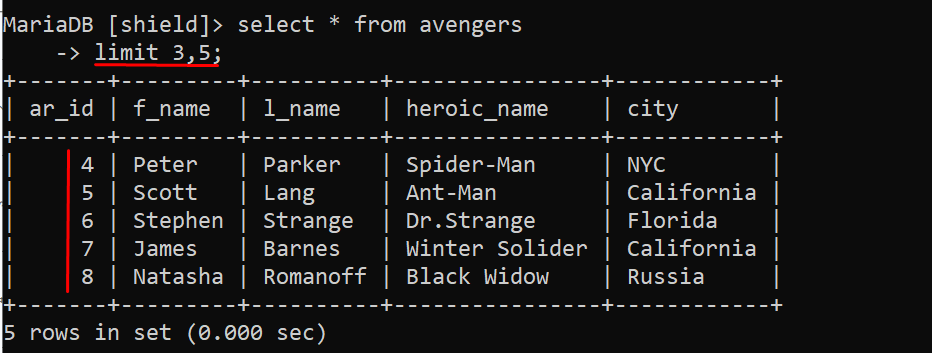 MariaDB [shield]> select * from avengers
    -> limit 3,5;
+-------+---------+----------+----------------+------------+
| ar_id | f_name  | l_name   | heroic_name    | city       |
+-------+---------+----------+----------------+------------+
|     4 | Peter   | Parker   | Spider-Man     | NYC        |
|     5 | Scott   | Lang     | Ant-Man        | California |
|     6 | Stephen | Strange  | Dr.Strange     | Florida    |
|     7 | James   | Barnes   | Winter Solider | California |
|     8 | Natasha | Romanoff | Black Widow    | Russia     |
+-------+---------+----------+----------------+------------+
5 rows in set (0.000 sec)